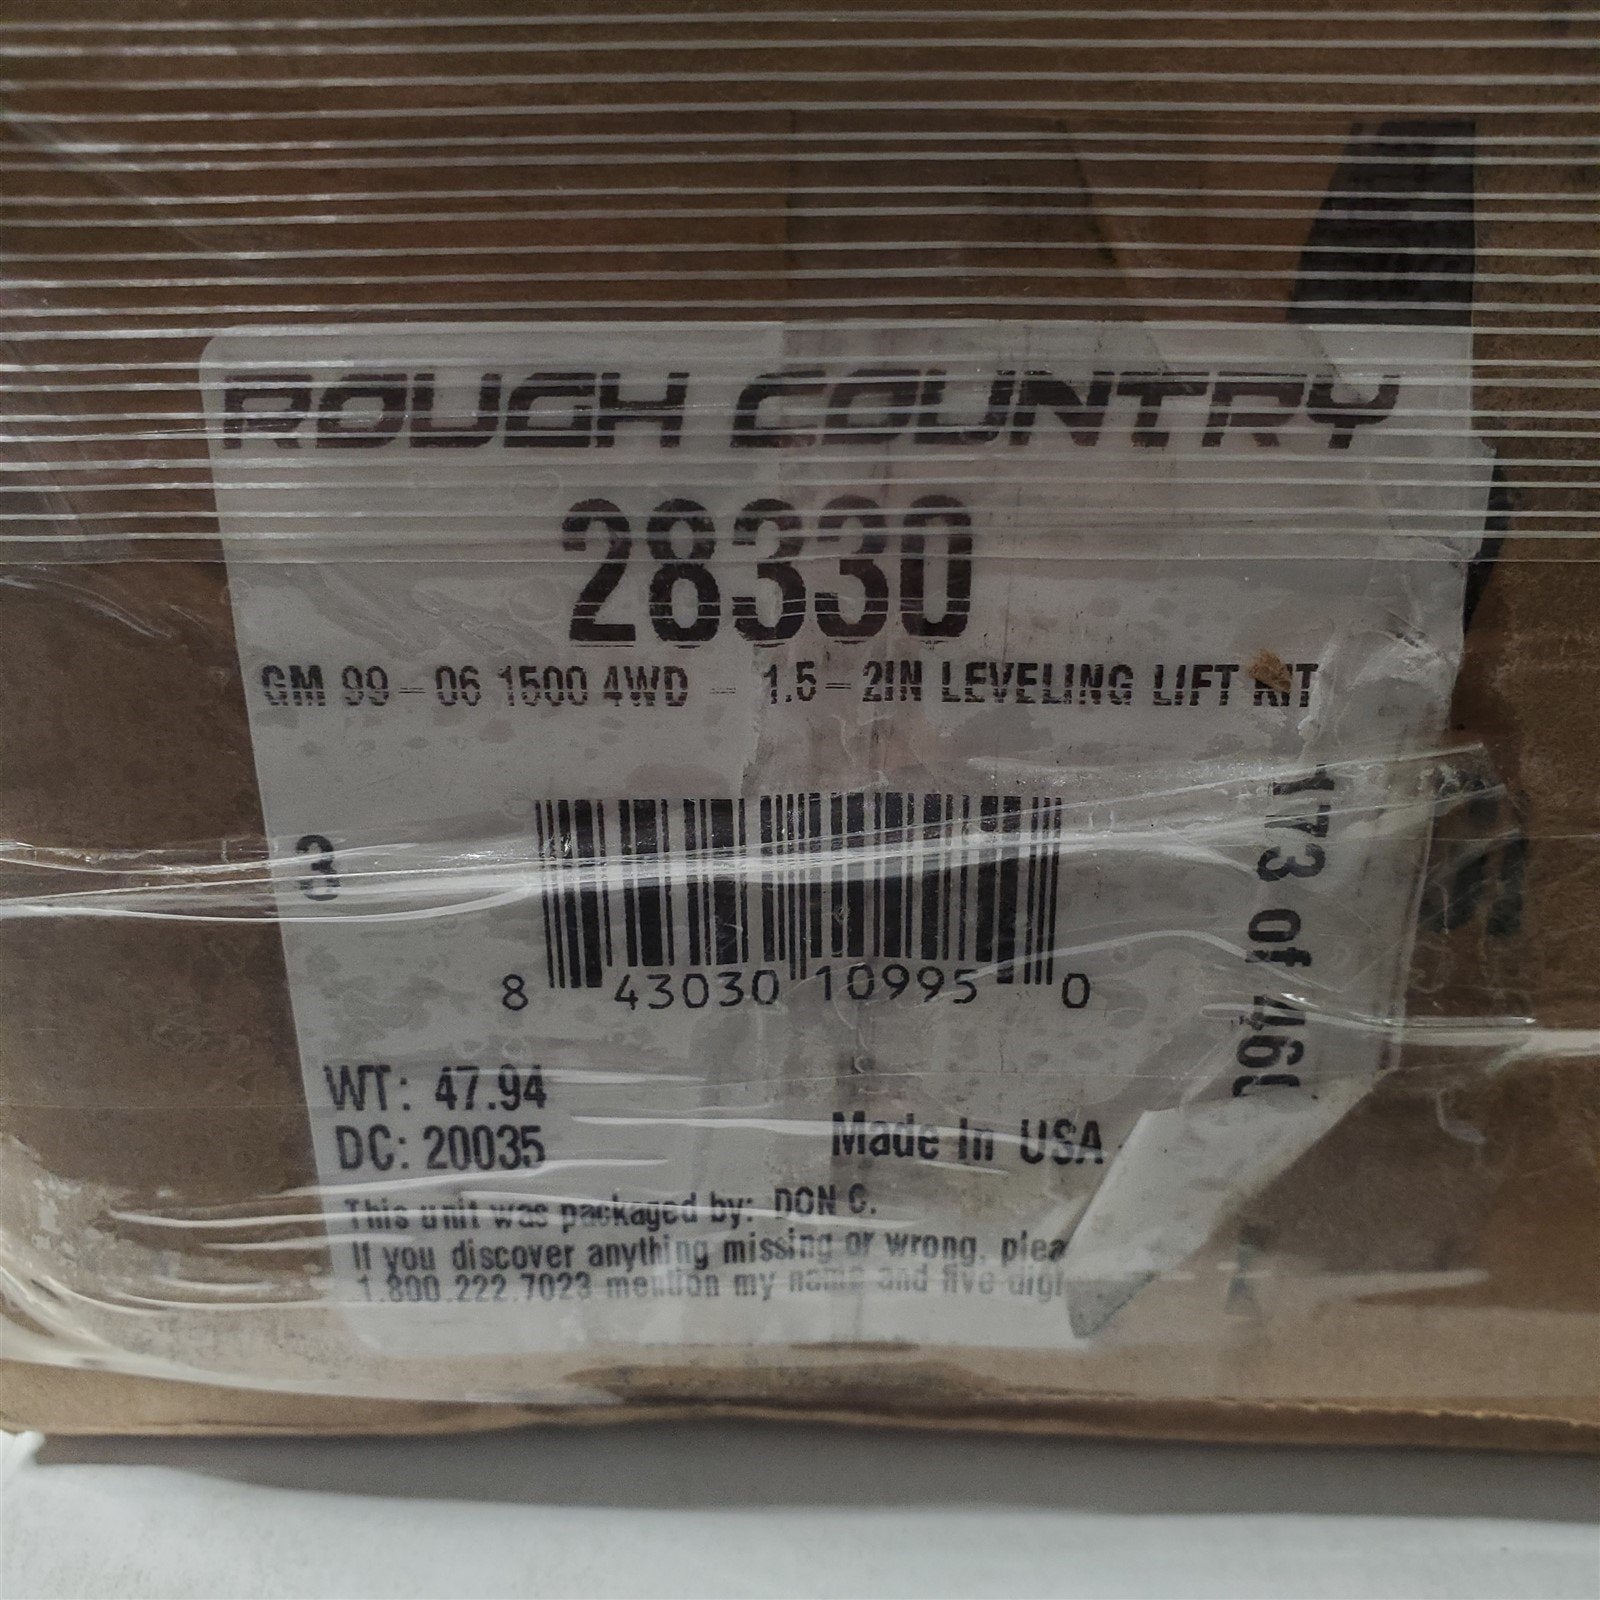 ROUGH COUNTRY
28330
GM 99 - 06 1500 4WD - 1.5 - 2IN LEVELING LIFT KIT
3
8 43030 10995 0
173 of 460
WT: 47.94
DC: 20035
Made In USA
This unit was packaged by: DON C.
If you discover anything missing or wrong, plea
1.800.222.7023 mention my name and five digi